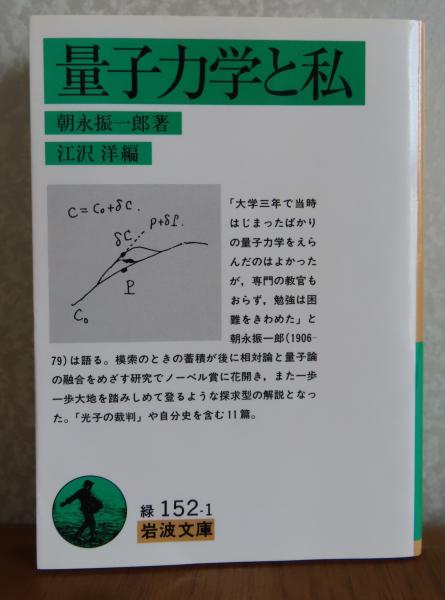 量子力学と私
朝永振一郎著
江沢 洋編
C = C₀+δC.
δC
P+δP.
P
C₀
「大学三年で当時
はじまったばかり
の量子力学をえら
んだのはよかった
が，専門の教官も
おらず，勉強は困
難をきわめた」と
朝永振一郎(1906-
79)は語る。模索のときの蓄積が後に相対論と量子論
の融合をめざす研究でノーベル賞に花開き，また一歩
一歩大地を踏みしめて登るような探求型の解説となっ
た。「光子の裁判」や自分史を含む11篇。
緑 152-1
岩波文庫